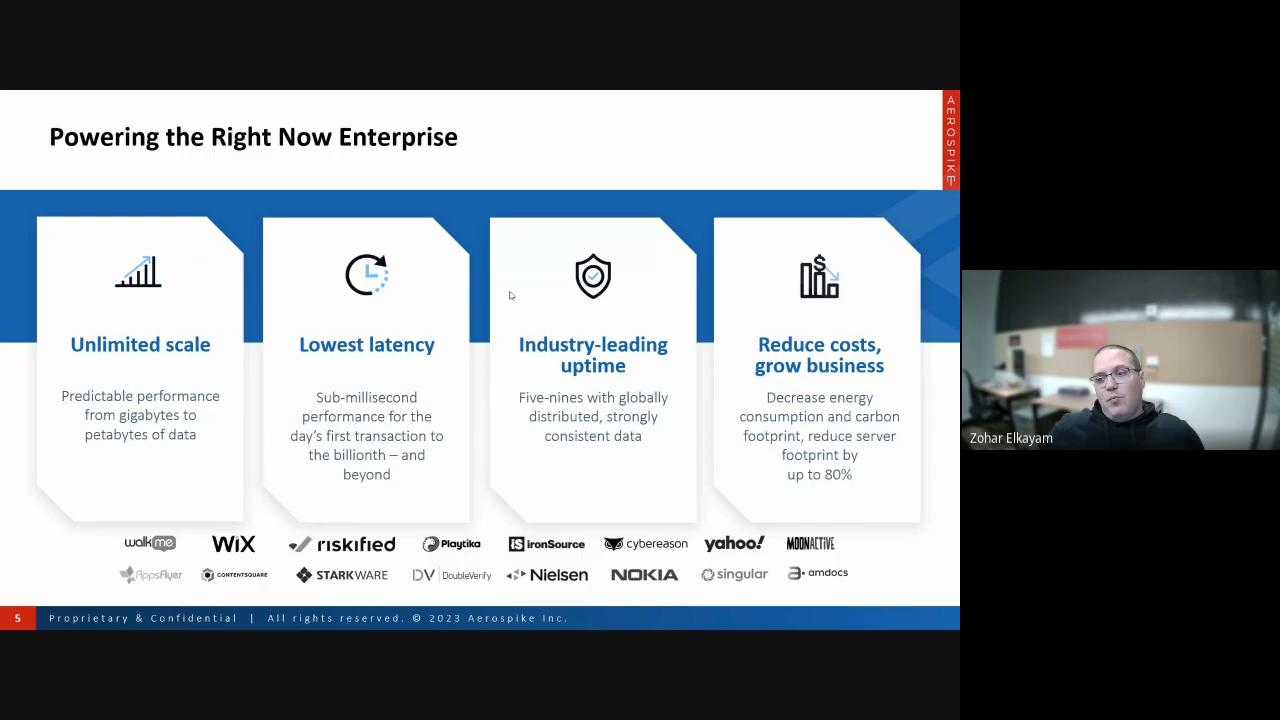 Powering the Right Now Enterprise
AEROSPIKE
Unlimited scale
Predictable performance
from gigabytes to
petabytes of data
Lowest latency
Sub-millisecond
performance for the
day's first transaction to
the billionth – and
beyond
Industry-leading
uptime
Five-nines with globally
distributed, strongly
consistent data
Reduce costs,
grow business
Decrease energy
consumption and carbon
footprint, reduce server
footprint by
up to 80%
walkme WiX riskified Playtika ironSource cybereason yahoo! MOONACTIVE
AppsFlyer CONTENTSQUARE STARKWARE DV DoubleVerify Nielsen NOKIA singular amdocs
5 Proprietary & Confidential | All rights reserved. © 2023 Aerospike Inc.
Zohar Elkayam